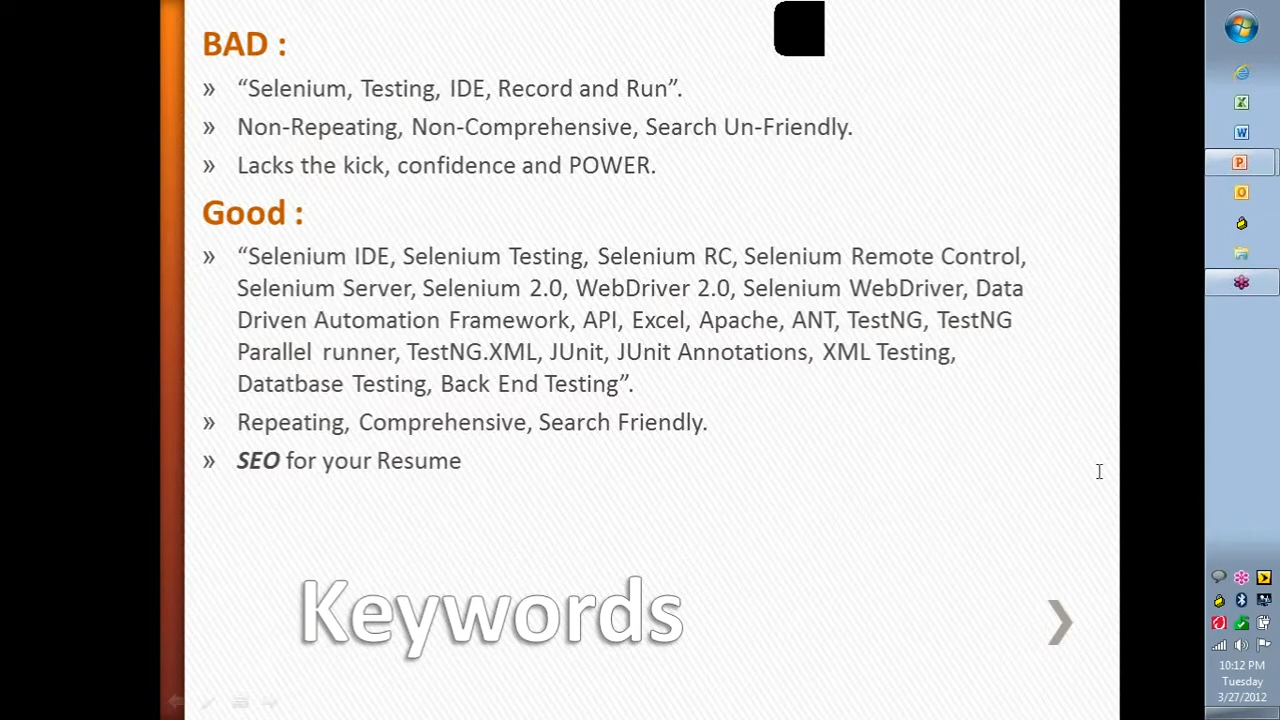 BAD :
» “Selenium, Testing, IDE, Record and Run”.
» Non-Repeating, Non-Comprehensive, Search Un-Friendly.
» Lacks the kick, confidence and POWER.
Good :
» “Selenium IDE, Selenium Testing, Selenium RC, Selenium Remote Control,
Selenium Server, Selenium 2.0, WebDriver 2.0, Selenium WebDriver, Data
Driven Automation Framework, API, Excel, Apache, ANT, TestNG, TestNG
Parallel runner, TestNG.XML, JUnit, JUnit Annotations, XML Testing,
Datatbase Testing, Back End Testing”.
» Repeating, Comprehensive, Search Friendly.
» SEO for your Resume
Keywords
10:12 PM
Tuesday
3/27/2012